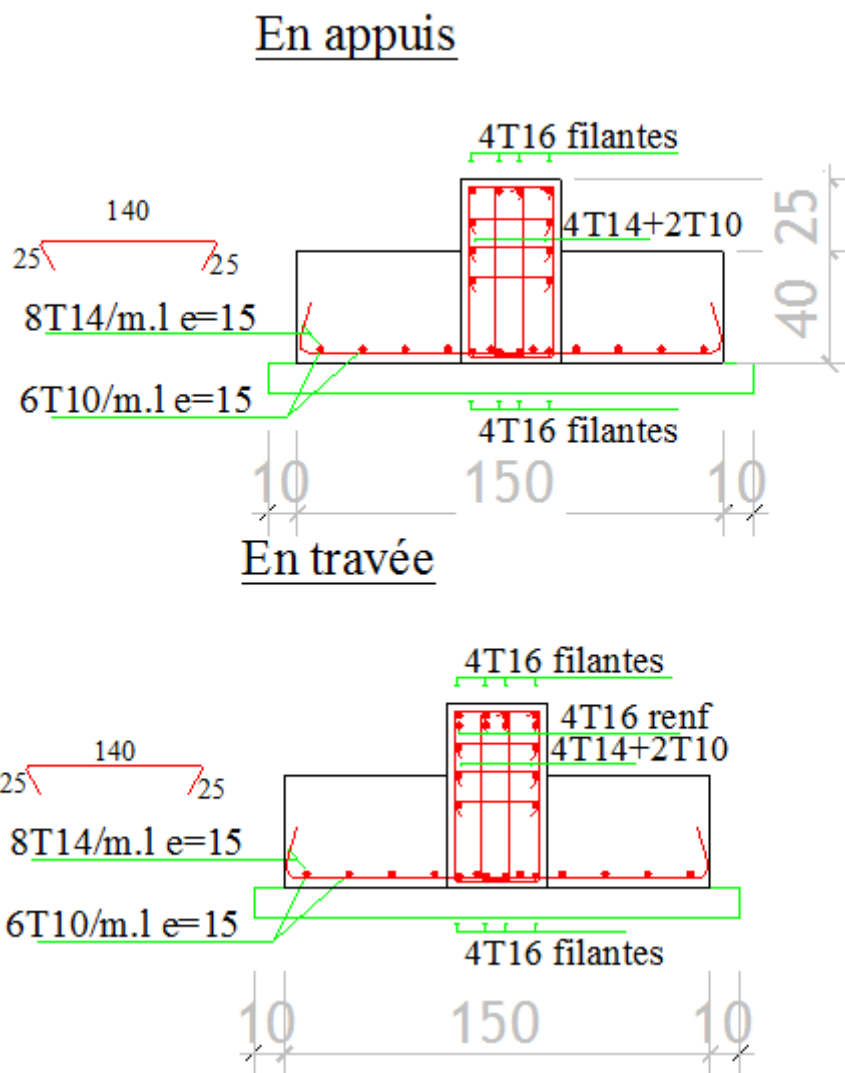 En appuis
4T16 filantes
140
25
25
4T14+2T10
25
40
8T14/m.l e=15
6T10/m.l e=15
4T16 filantes
10
150
10
En travée
4T16 filantes
4T16 renf
140
4T14+2T10
25
25
8T14/m.l e=15
6T10/m.l e=15
4T16 filantes
10
150
10